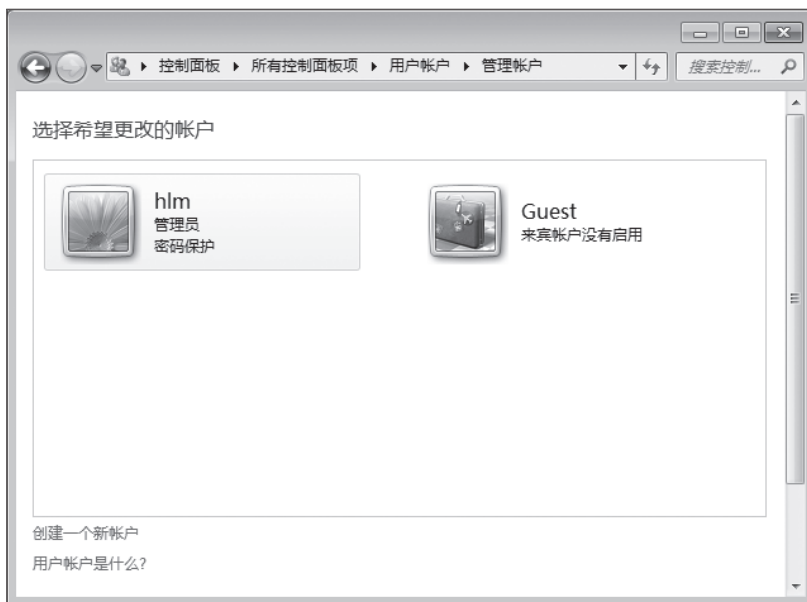 控制面板 ▸ 所有控制面板项 ▸ 用户帐户 ▸ 管理帐户
搜索控制...
选择希望更改的帐户
hlm
管理员
密码保护
Guest
来宾帐户没有启用
创建一个新帐户
用户帐户是什么?